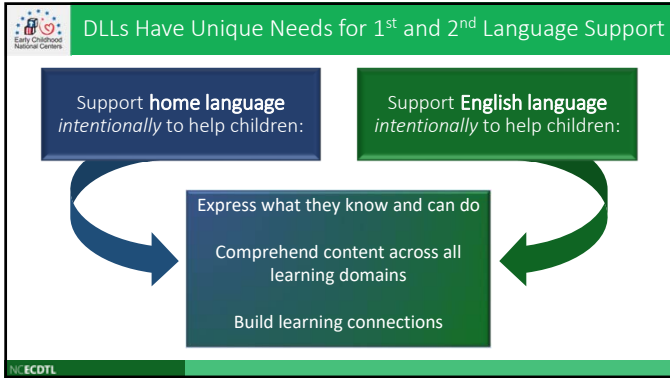 Early Childhood
National Centers
DLLs Have Unique Needs for 1st and 2nd Language Support
Support home language
intentionally to help children:
Support English language
intentionally to help children:
Express what they know and can do
Comprehend content across all
learning domains
Build learning connections
NCECDTL